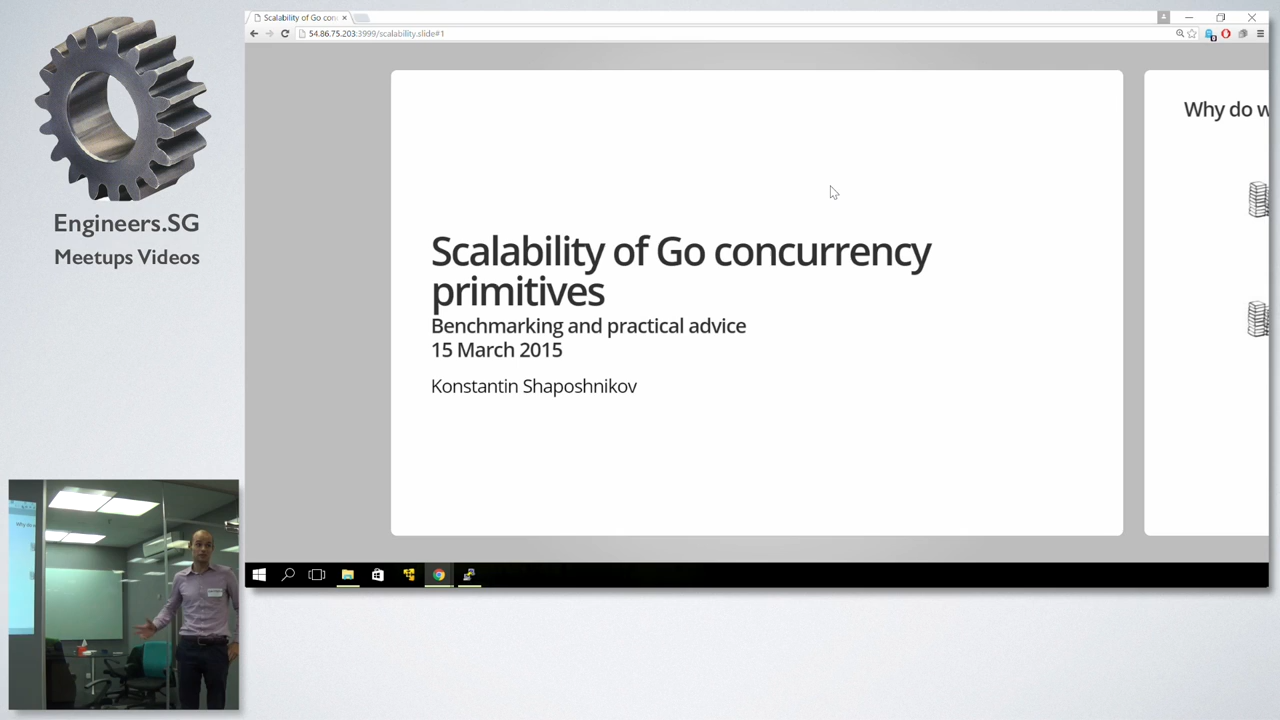 Engineers.SG
Meetups Videos
Scalability of Go con
54.86.75.203:3999/scalability.slide#1
Scalability of Go concurrency
primitives
Benchmarking and practical advice
15 March 2015
Konstantin Shaposhnikov
Why do w